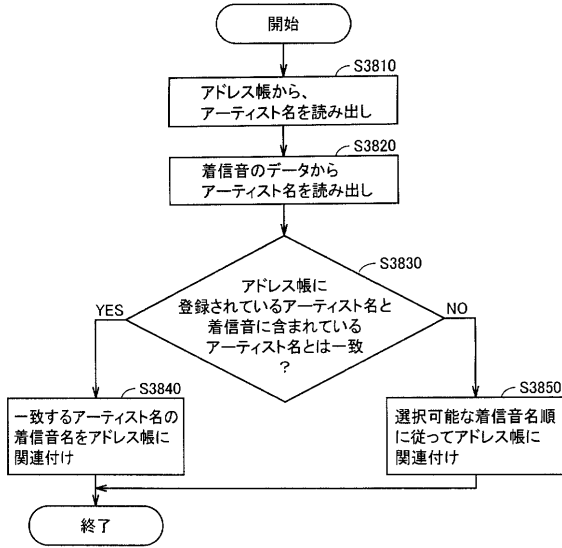 開始
S3810
アドレス帳から、
アーティスト名を読み出し
S3820
着信音のデータから
アーティスト名を読み出し
S3830
アドレス帳に
登録されているアーティスト名と
着信音に含まれている
アーティスト名とは一致
?
YES
NO
S3840
一致するアーティスト名の
着信音名をアドレス帳に
関連付け
S3850
選択可能な着信音名順
に従ってアドレス帳に
関連付け
終了